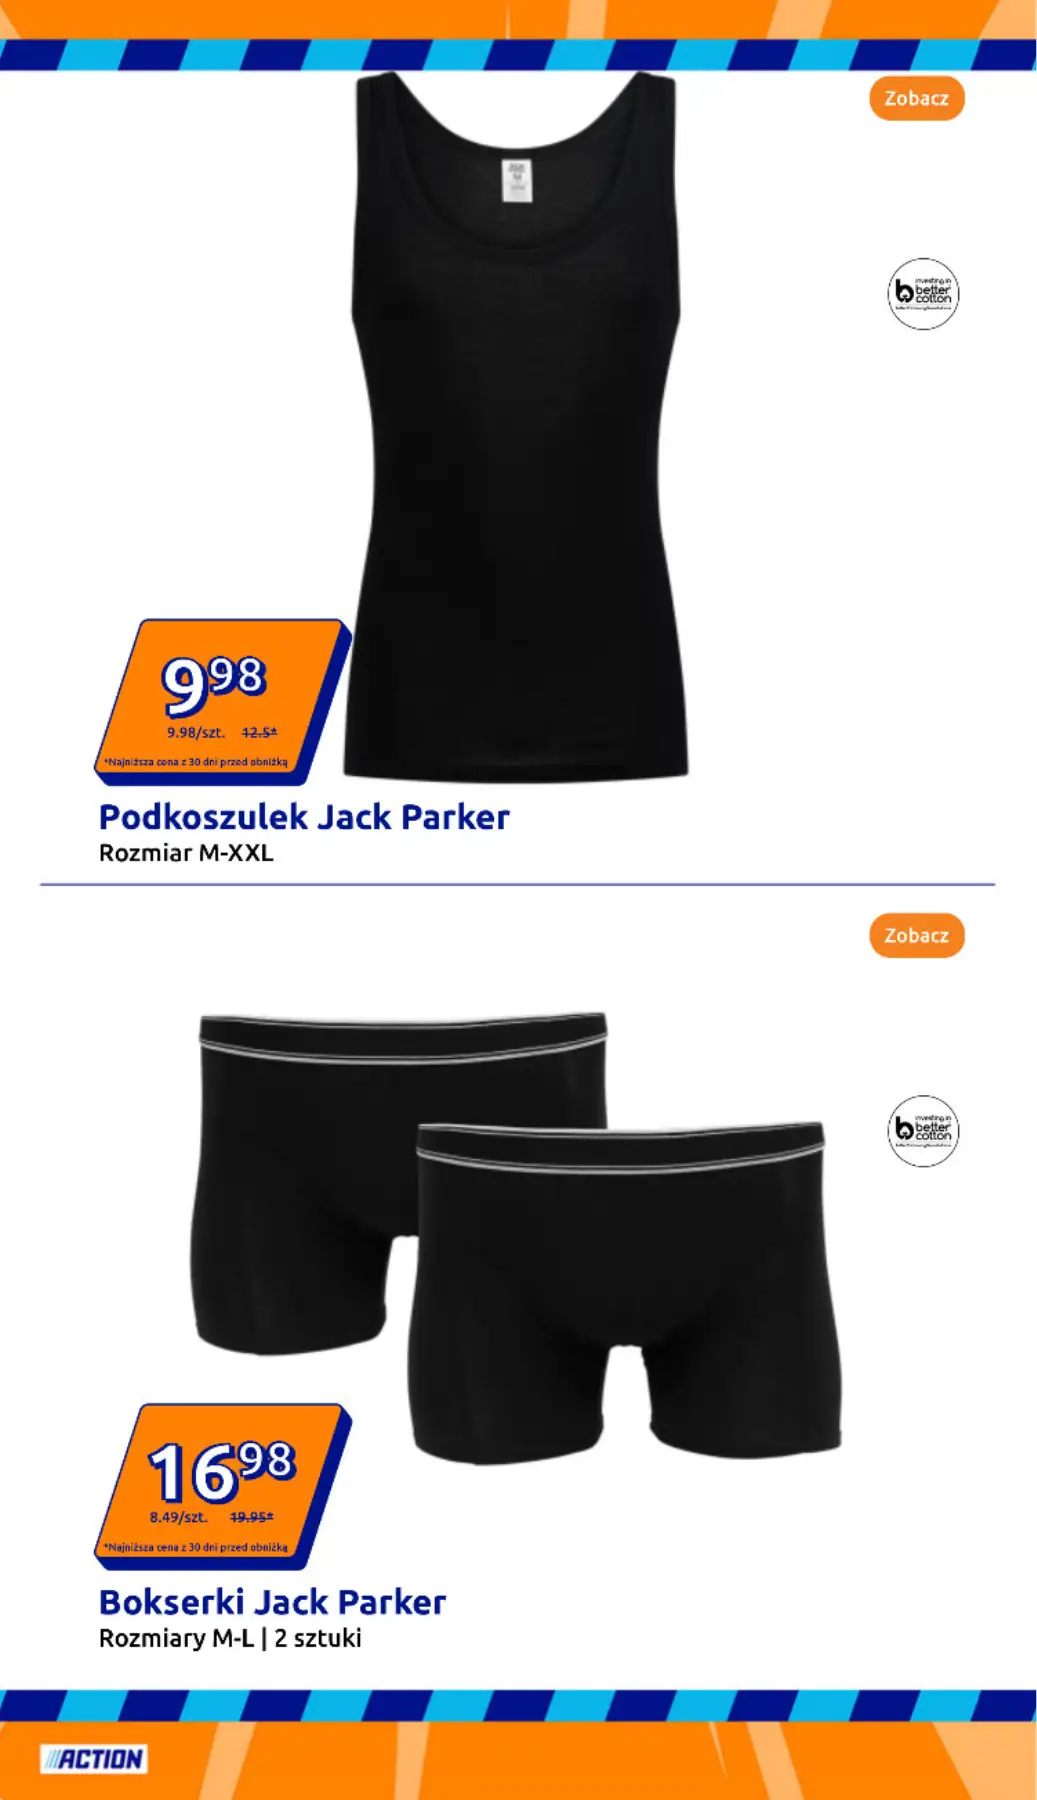 Zobacz
investing in
better
cotton
9 98
9.98/szt. 12.5*
*Najniższa cena z 30 dni przed obniżką
Podkoszulek Jack Parker
Rozmiar M-XXL
Zobacz
investing in
better
cotton
16 98
8.49/szt. 19.95*
*Najniższa cena z 30 dni przed obniżką
Bokserki Jack Parker
Rozmiary M-L | 2 sztuki
ACTION